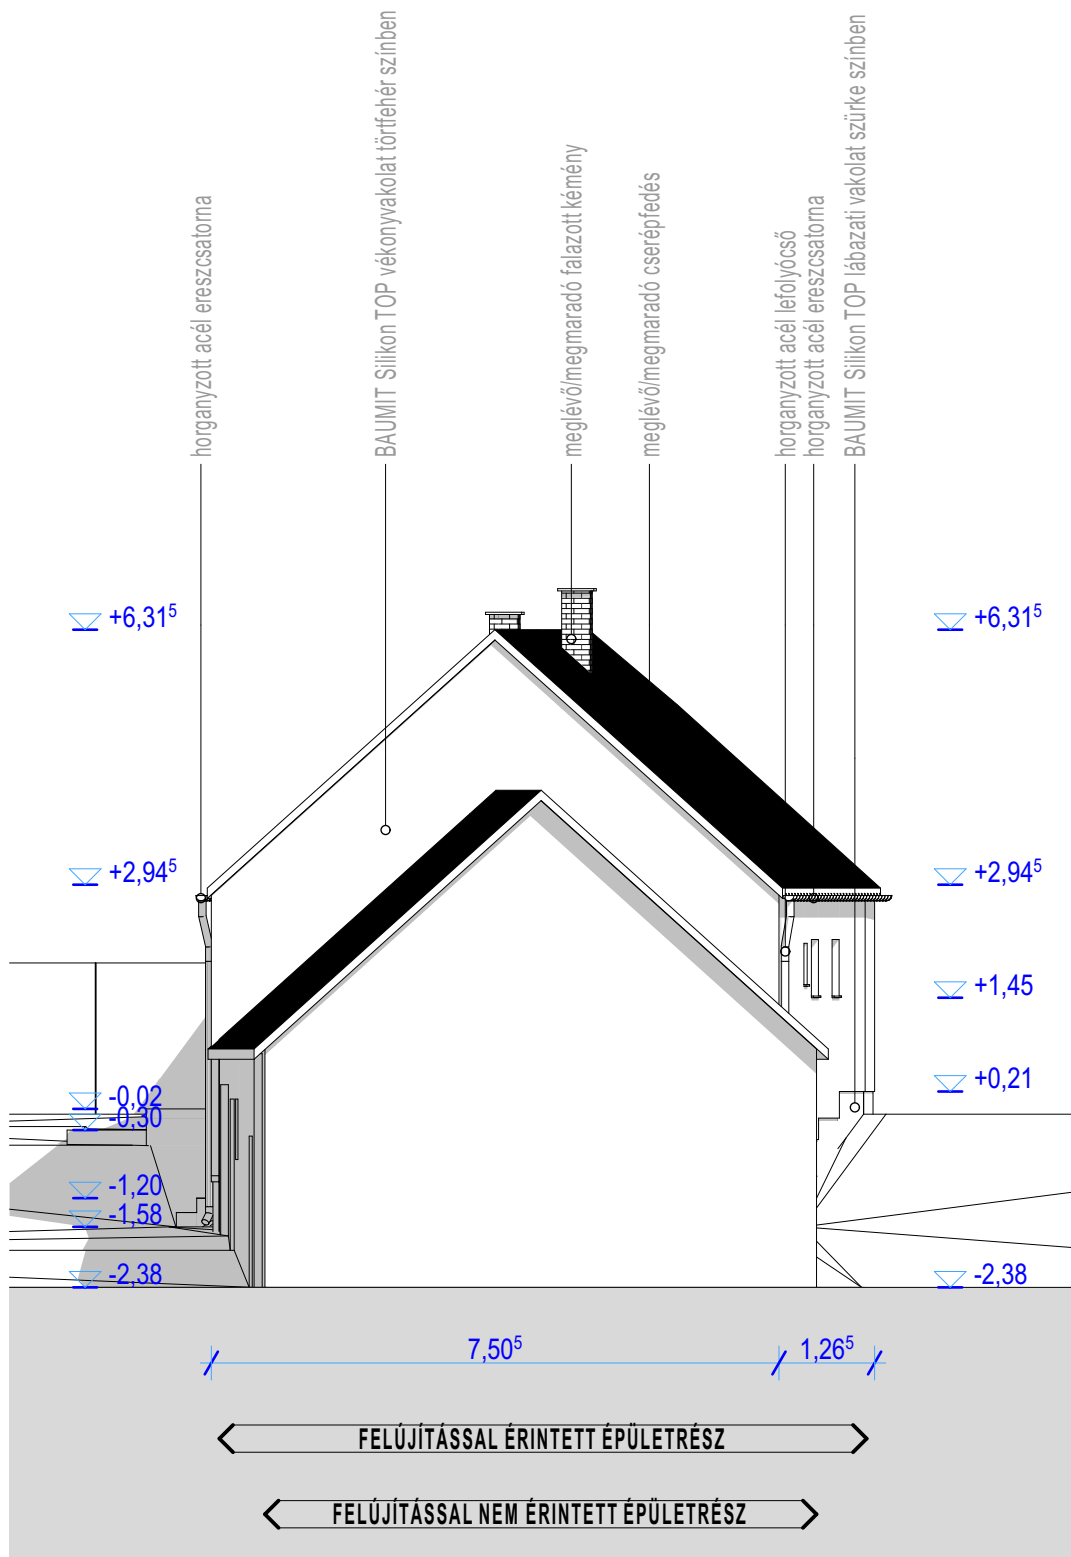 horganyzott acél ereszcsatorna
BAUMIT Silikon TOP vékonyvakolat törtfehér színben
meglévő/megmaradó falazott kémény
meglévő/megmaradó cserépfedés
horganyzott acél lefolyócső
horganyzott acél ereszcsatorna
BAUMIT Silikon TOP lábazati vakolat szürke színben
+6,31⁵
+6,31⁵
+2,94⁵
+2,94⁵
+1,45
+0,21
-0,02
-0,30
-1,20
-1,58
-2,38
-2,38
7,50⁵
1,26⁵
FELÚJÍTÁSSAL ÉRINTETT ÉPÜLETRÉSZ
FELÚJÍTÁSSAL NEM ÉRINTETT ÉPÜLETRÉSZ